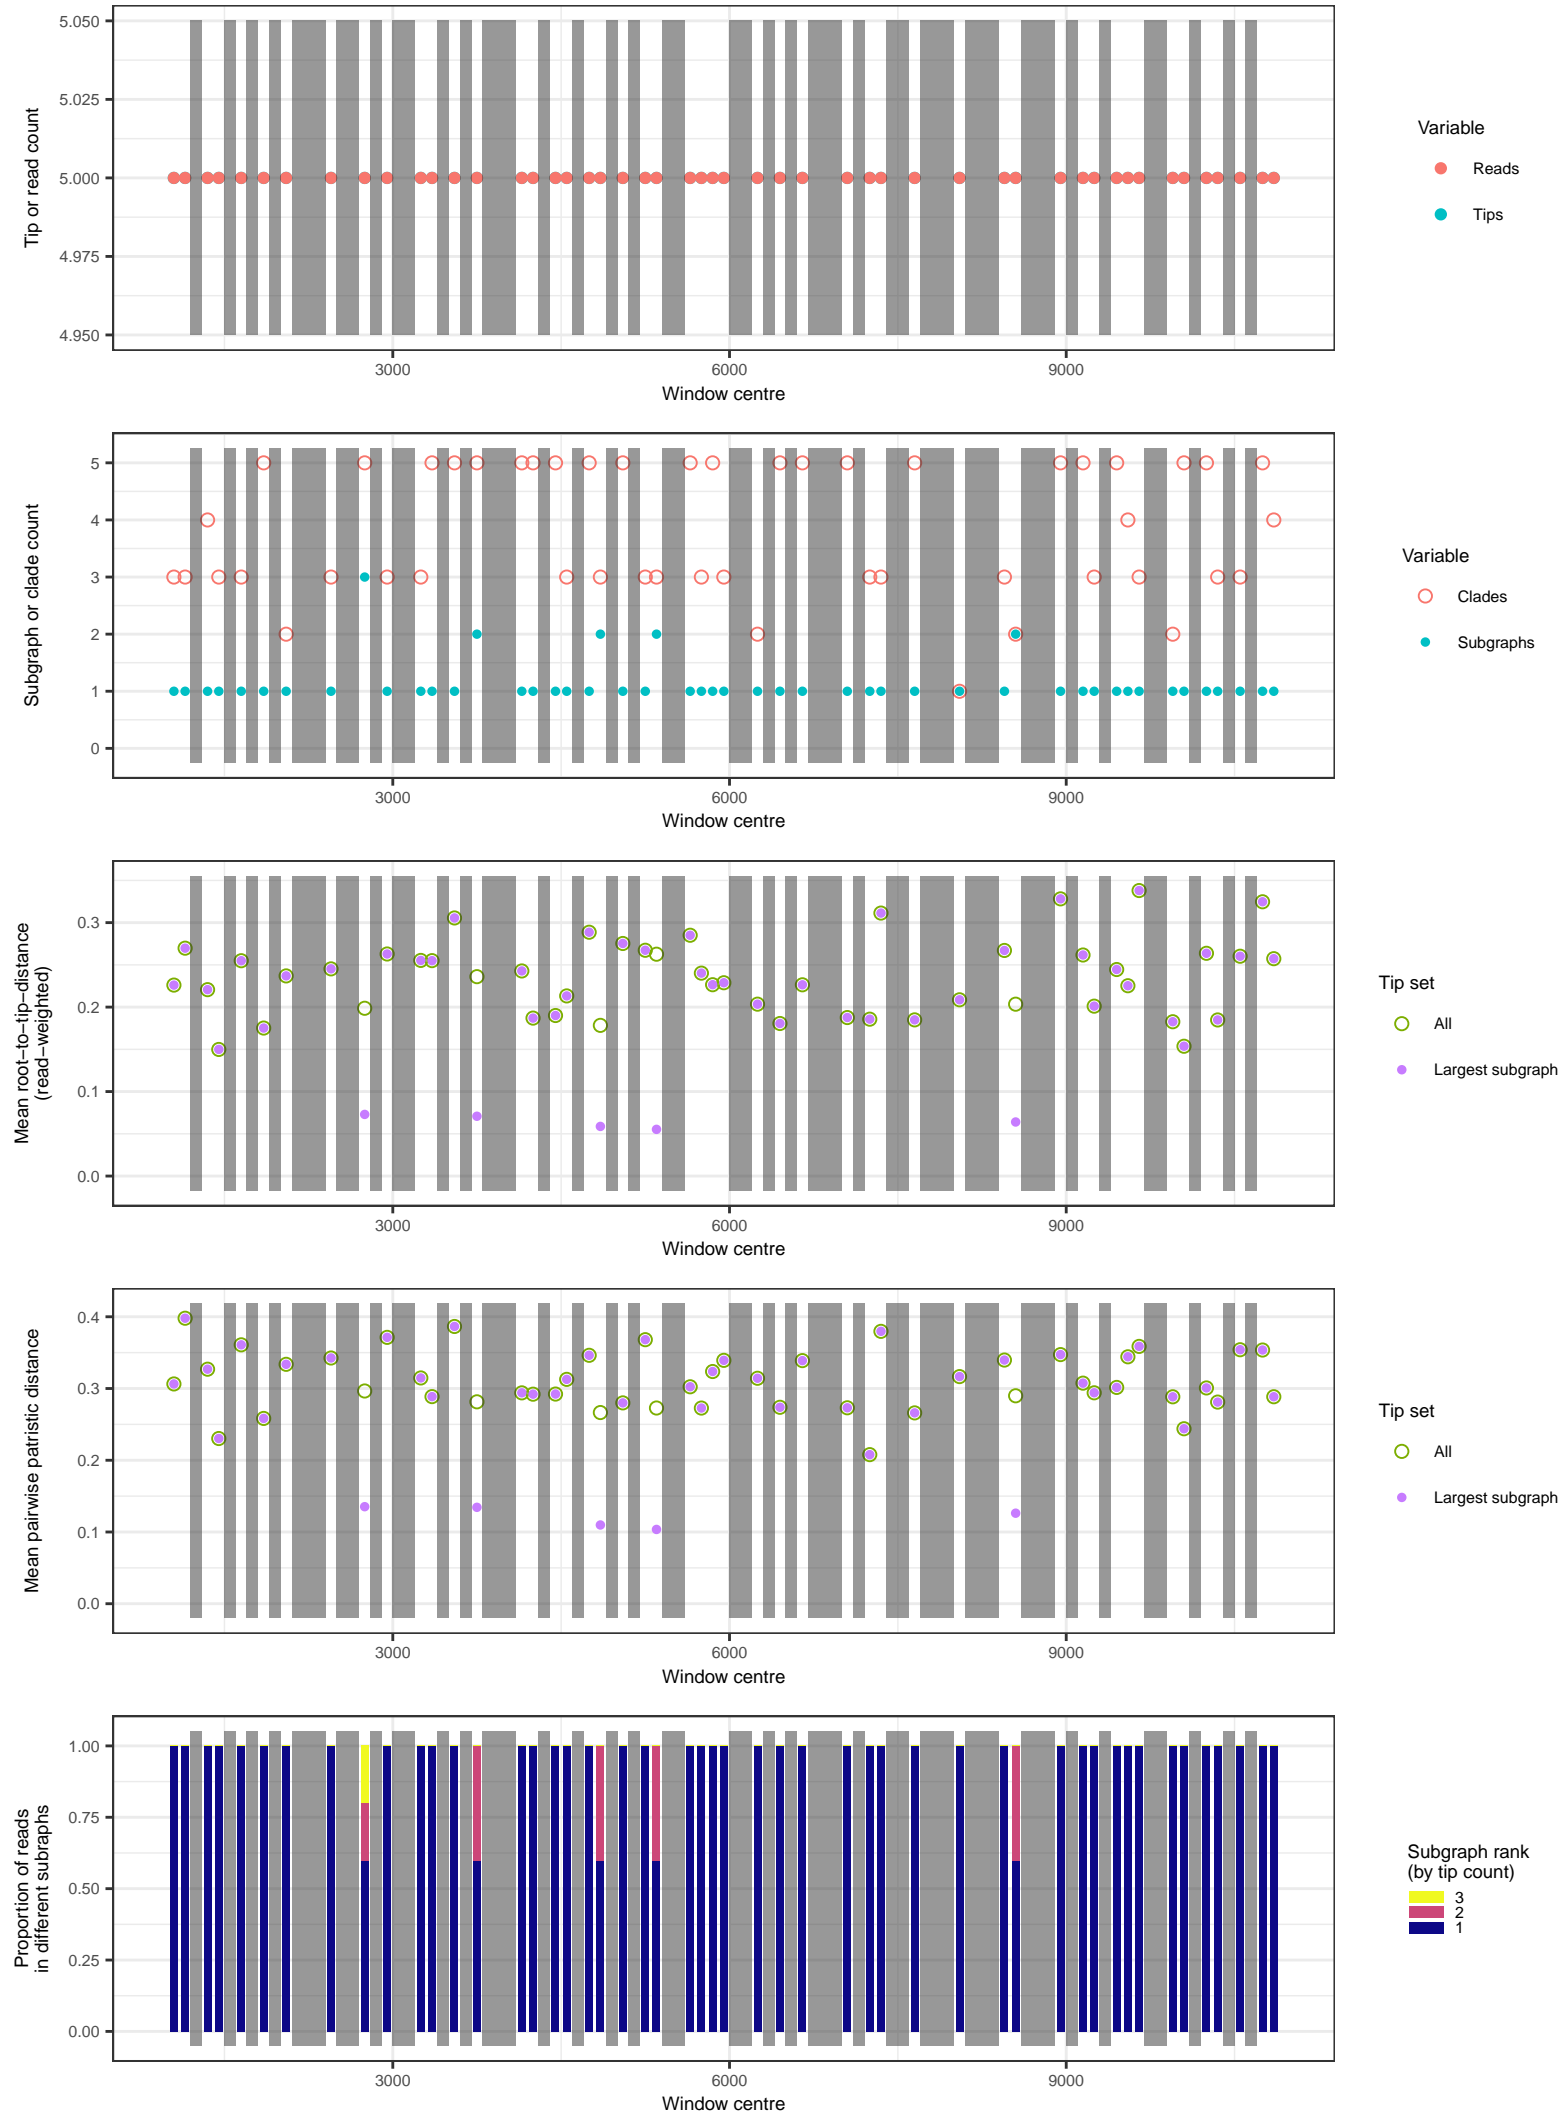 5.050
5.025
5.000
4.975
4.950
Tip or read count
3000
6000
9000
Window centre
Variable
Reads
Tips
5
4
3
2
1
0
Subgraph or clade count
3000
6000
9000
Window centre
Variable
Clades
Subgraphs
0.3
0.2
0.1
0.0
Mean root−to−tip−distance
(read−weighted)
3000
6000
9000
Window centre
Tip set
All
Largest subgraph
0.4
0.3
0.2
0.1
0.0
Mean pairwise patristic distance
3000
6000
9000
Window centre
Tip set
All
Largest subgraph
1.00
0.75
0.50
0.25
0.00
Proportion of reads
in different subraphs
3000
6000
9000
Window centre
Subgraph rank
(by tip count)
3
2
1